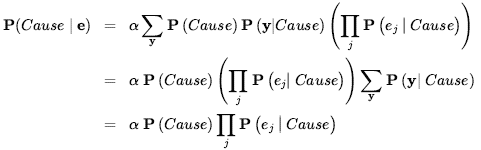 P(Cause | e) = α ∑_y P (Cause) P (y|Cause) (∏_j P (e_j | Cause))
= α P (Cause) (∏_j P (e_j| Cause)) ∑_y P (y| Cause)
= α P (Cause) ∏_j P (e_j | Cause)